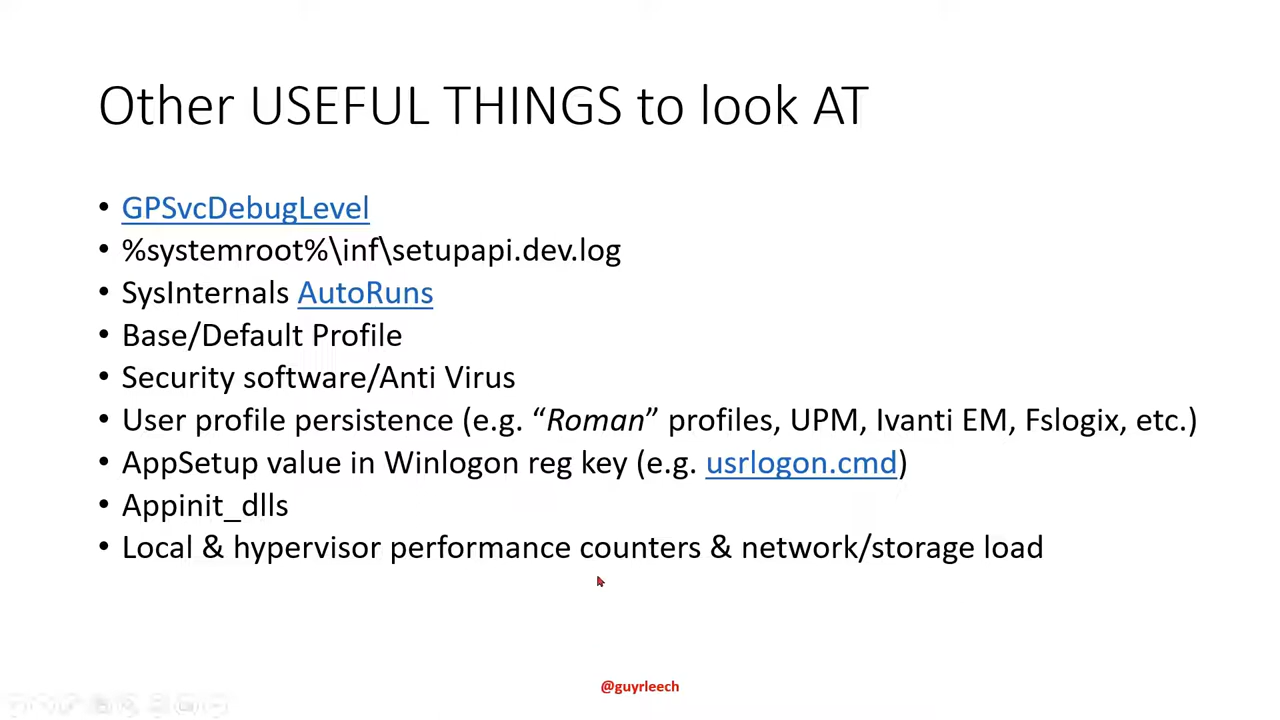 Other USEFUL THINGS to look AT
• GPSvcDebugLevel
• %systemroot%\inf\setupapi.dev.log
• SysInternals AutoRuns
• Base/Default Profile
• Security software/Anti Virus
• User profile persistence (e.g. “Roman” profiles, UPM, Ivanti EM, Fslogix, etc.)
• AppSetup value in Winlogon reg key (e.g. usrlogon.cmd)
• Appinit_dlls
• Local & hypervisor performance counters & network/storage load
@guyrleech